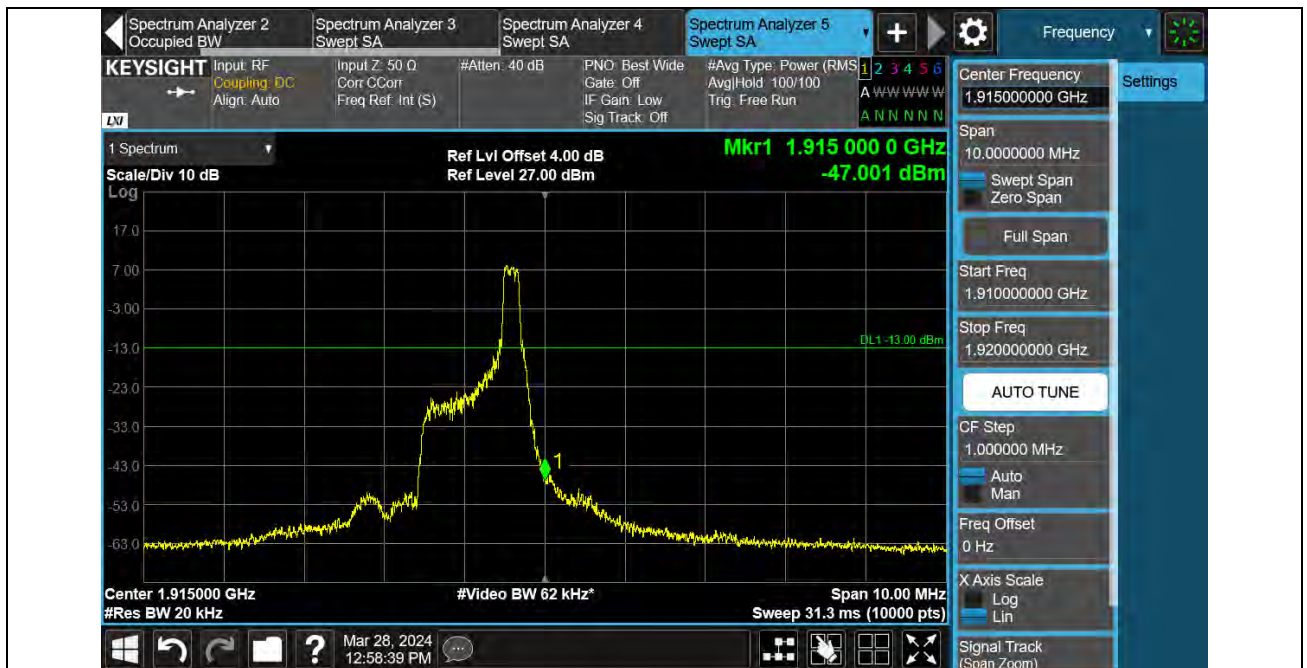 Spectrum Analyzer 2
Occupied BW
Spectrum Analyzer 3
Swept SA
Spectrum Analyzer 4
Swept SA
Spectrum Analyzer 5
Swept SA
Frequency
KEYSIGHT
LXI
Input: RF
Coupling: DC
Align: Auto
Input Z: 50 Ω
Corr CCorr
Freq Ref: Int (S)
#Atten: 40 dB
PNO: Best Wide
Gate: Off
IF Gain: Low
Sig Track: Off
#Avg Type: Power (RMS
Avg|Hold: 100/100
Trig: Free Run
1 2 3 4 5 6
A W W W W W
A N N N N N
1 Spectrum
Scale/Div 10 dB
Log
Ref Lvl Offset 4.00 dB
Ref Level 27.00 dBm
Mkr1 1.915 000 0 GHz
-47.001 dBm
17.0
7.00
-3.00
-13.0
-23.0
-33.0
-43.0
-53.0
-63.0
DL1 -13.00 dBm
1
Center 1.915000 GHz
#Res BW 20 kHz
#Video BW 62 kHz*
Span 10.00 MHz
Sweep 31.3 ms (10000 pts)
Center Frequency
1.915000000 GHz
Settings
Span
10.0000000 MHz
Swept Span
Zero Span
Full Span
Start Freq
1.910000000 GHz
Stop Freq
1.920000000 GHz
AUTO TUNE
CF Step
1.000000 MHz
Auto
Man
Freq Offset
0 Hz
X Axis Scale
Log
Lin
Signal Track
(Span Zoom)
?
Mar 28, 2024
12:58:39 PM